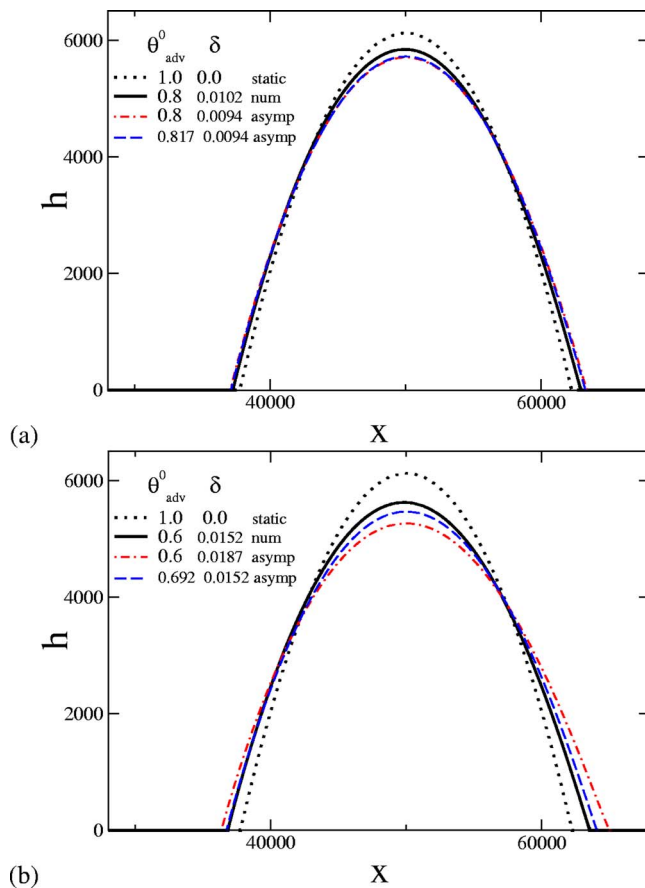 6000
θ⁰adv δ
1.0 0.0 static
0.8 0.0102 num
0.8 0.0094 asymp
0.817 0.0094 asymp
4000
h
2000
0
40000 60000
(a) x
6000
θ⁰adv δ
1.0 0.0 static
0.6 0.0152 num
0.6 0.0187 asymp
0.692 0.0152 asymp
4000
h
2000
0
40000 60000
(b) x